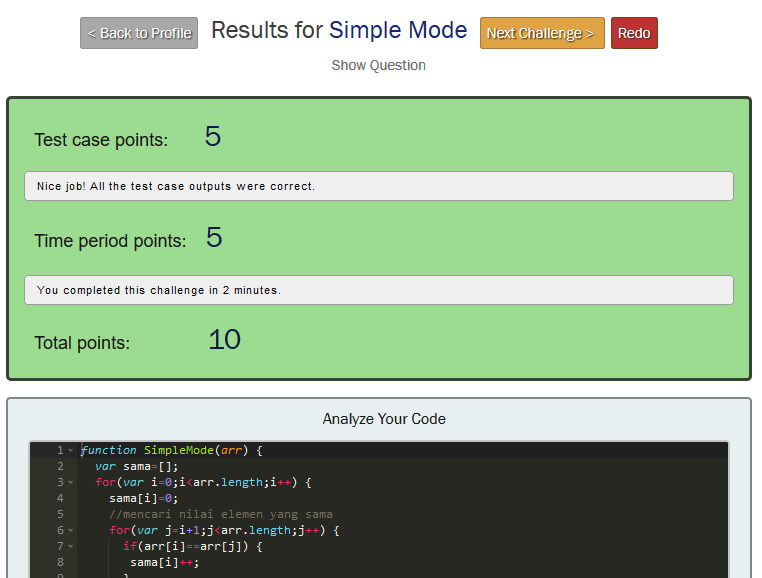 < Back to Profile Results for Simple Mode Next Challenge > Redo
Show Question
Test case points: 5
Nice job! All the test case outputs were correct.
Time period points: 5
You completed this challenge in 2 minutes.
Total points: 10
Analyze Your Code
1 function SimpleMode(arr) {
2 var sama=[];
3 for(var i=0;i<arr.length;i++) {
4 sama[i]=0;
5 //mencari nilai elemen yang sama
6 for(var j=i+1;j<arr.length;j++) {
7 if(arr[i]==arr[j]) {
8 sama[i]++;